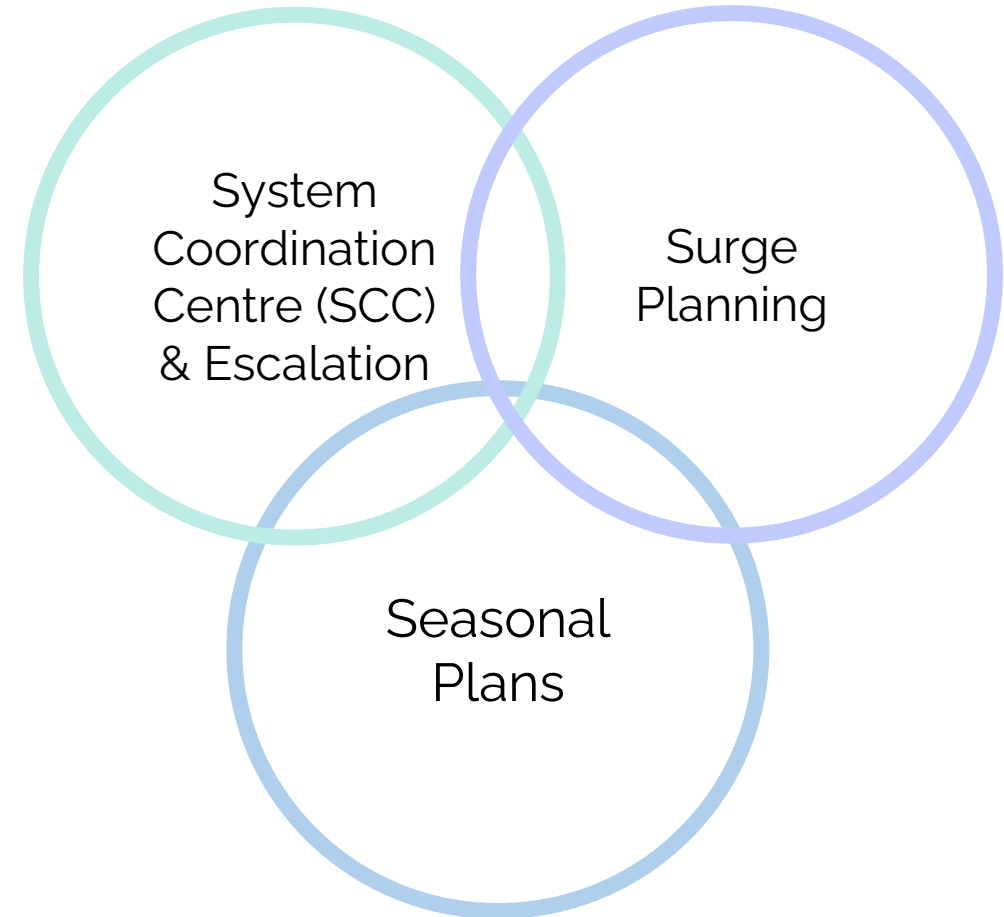 System
Coordination
Centre (SCC)
& Escalation
Surge
Planning
Seasonal
Plans